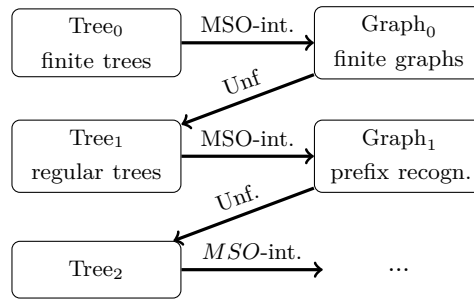 Tree₀
finite trees
MSO-int.
Graph₀
finite graphs
Unf
Tree₁
regular trees
MSO-int.
Graph₁
prefix recogn.
Unf.
Tree₂
MSO-int.
...